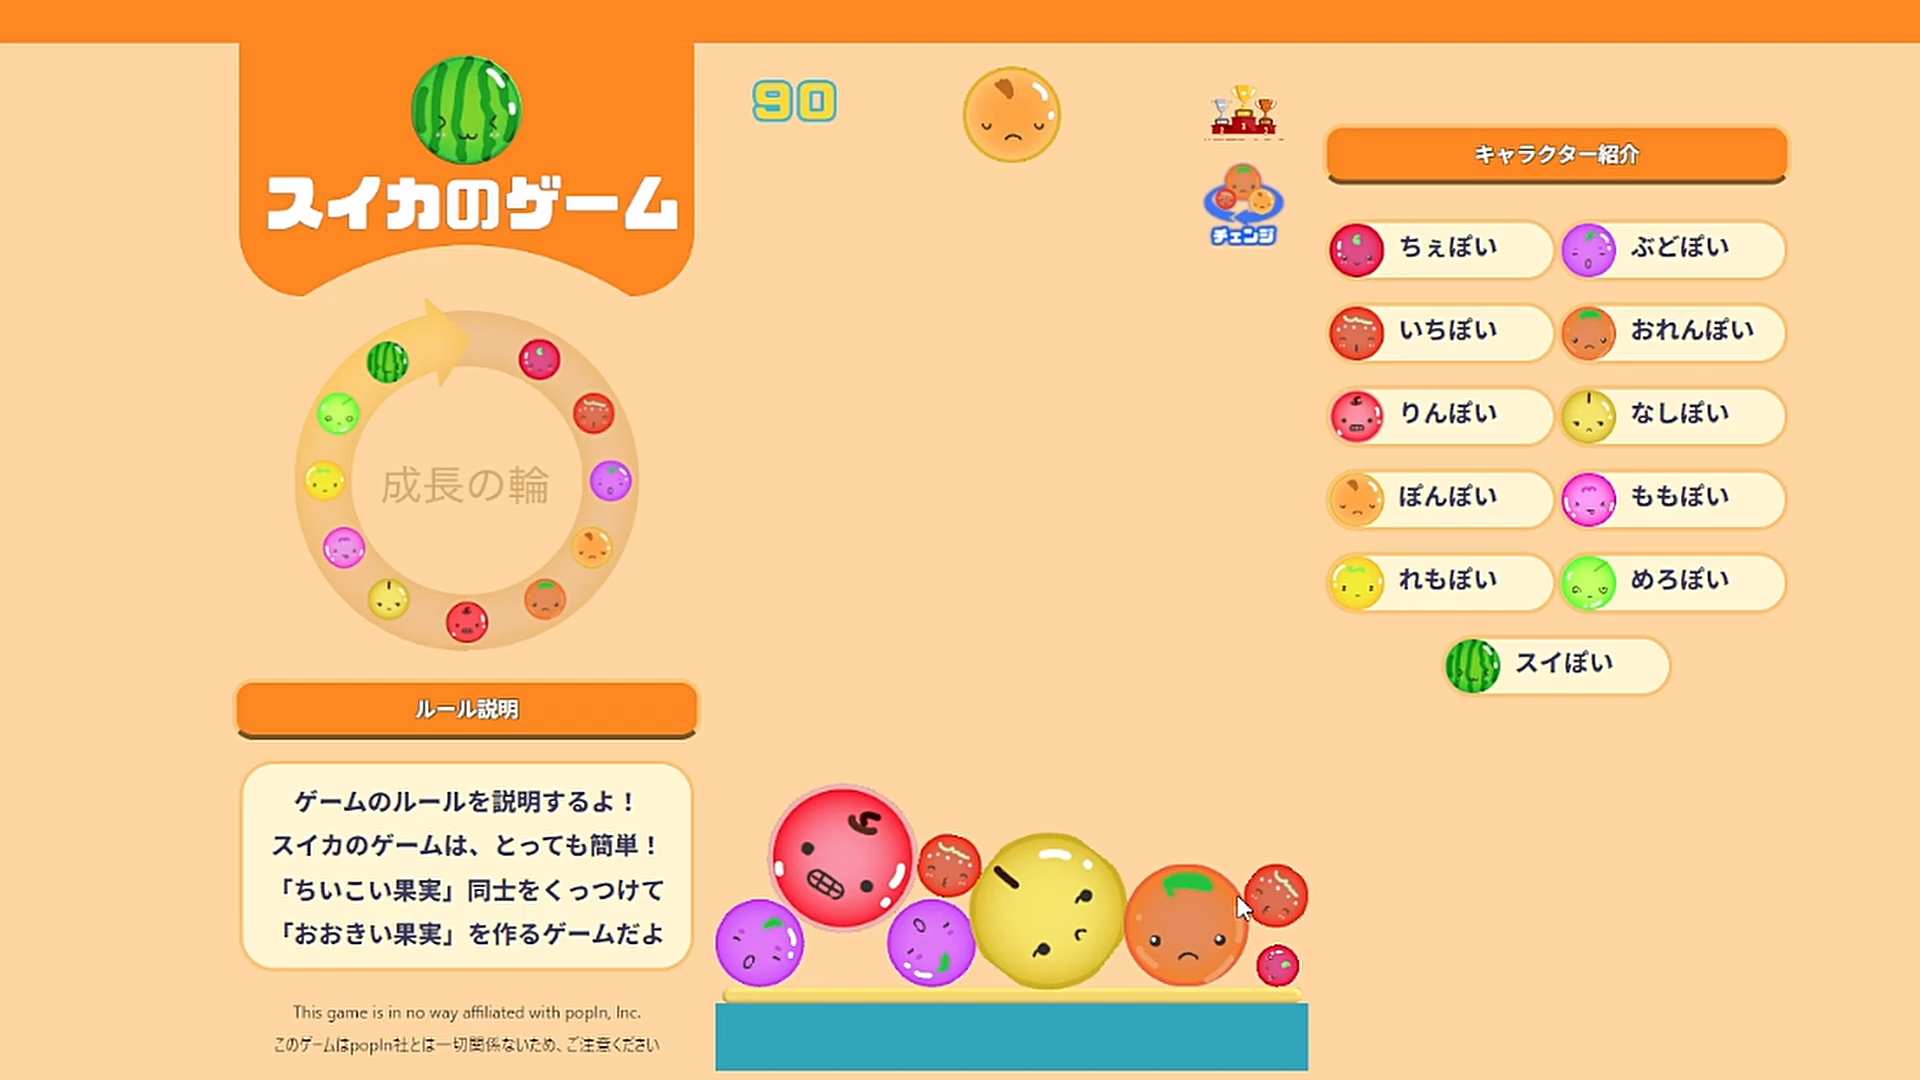 スイカのゲーム
90
チェンジ
成長の輪
キャラクター紹介
ちぇぽい
ぶどぽい
いちぽい
おれんぽい
りんぽい
なしぽい
ぽんぽい
ももぽい
れもぽい
めろぽい
スイぽい
ルール説明
ゲームのルールを説明するよ！
スイカのゲームは、とっても簡単！
「ちいこい果実」同士をくっつけて
「おおきい果実」を作るゲームだよ
This game is in no way affiliated with popIn, Inc.
このゲームはpopIn社とは一切関係ないため、ご注意ください